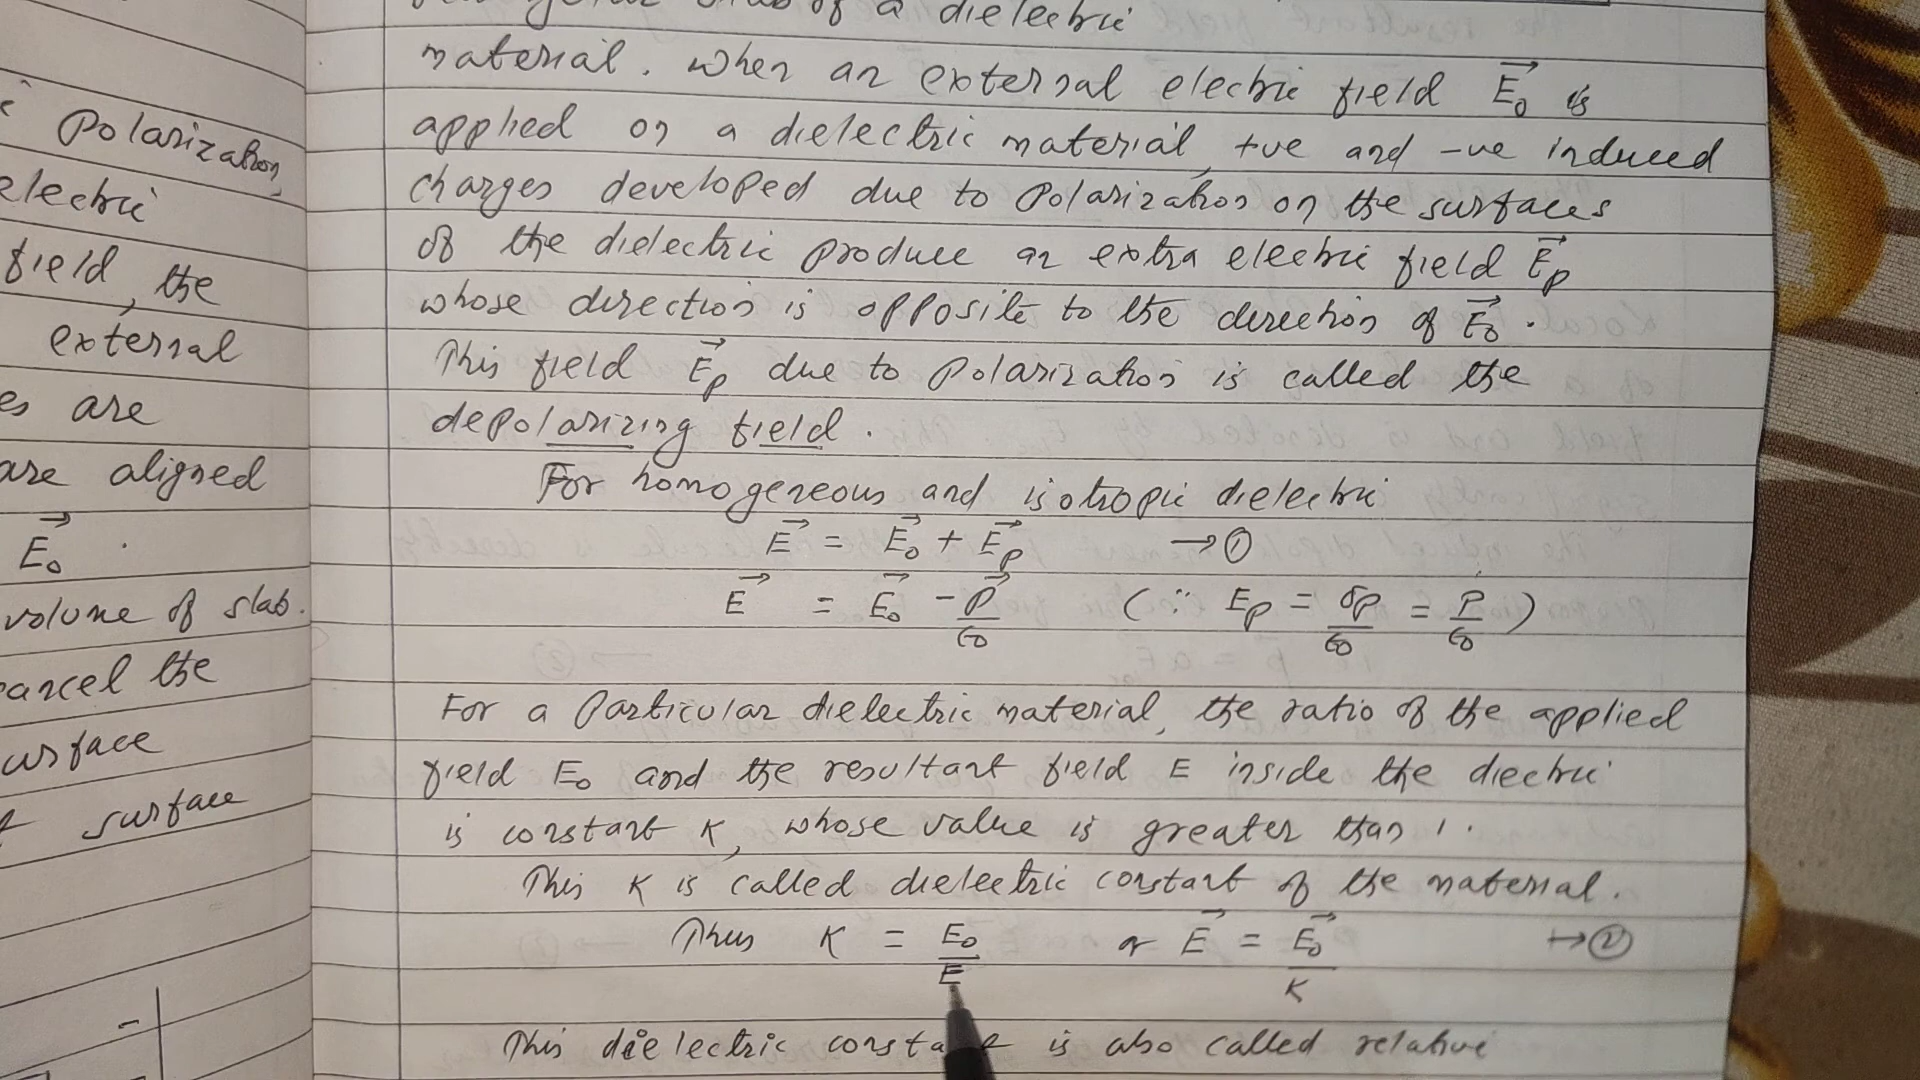 Polarization,
electric
field, the
external
es are
are aligned
E⃗₀ .
volume of slab.
cancel the
surface
surface
-
of a dielectric
material. When an external electric field E⃗₀ is
applied on a dielectric material, +ve and -ve induced
charges developed due to polarization on the surfaces
of the dielectric produce an extra electric field E⃗p
whose direction is opposite to the direction of E⃗₀.
This field E⃗p due to polarization is called the
depolarizing field.
For homogeneous and isotropic dielectric
E⃗ = E⃗₀ + E⃗p → ①
E⃗ = E⃗₀ - P⃗/ϵ₀ (∵ Ep = σp/ϵ₀ = P/ϵ₀)
For a particular dielectric material, the ratio of the applied
field E₀ and the resultant field E inside the diectric
is constant K, whose value is greater than 1.
This K is called dielectric constant of the material.
Thus K = E₀/E or E⃗ = E⃗₀/K → ②
This dielectric constant is also called relative